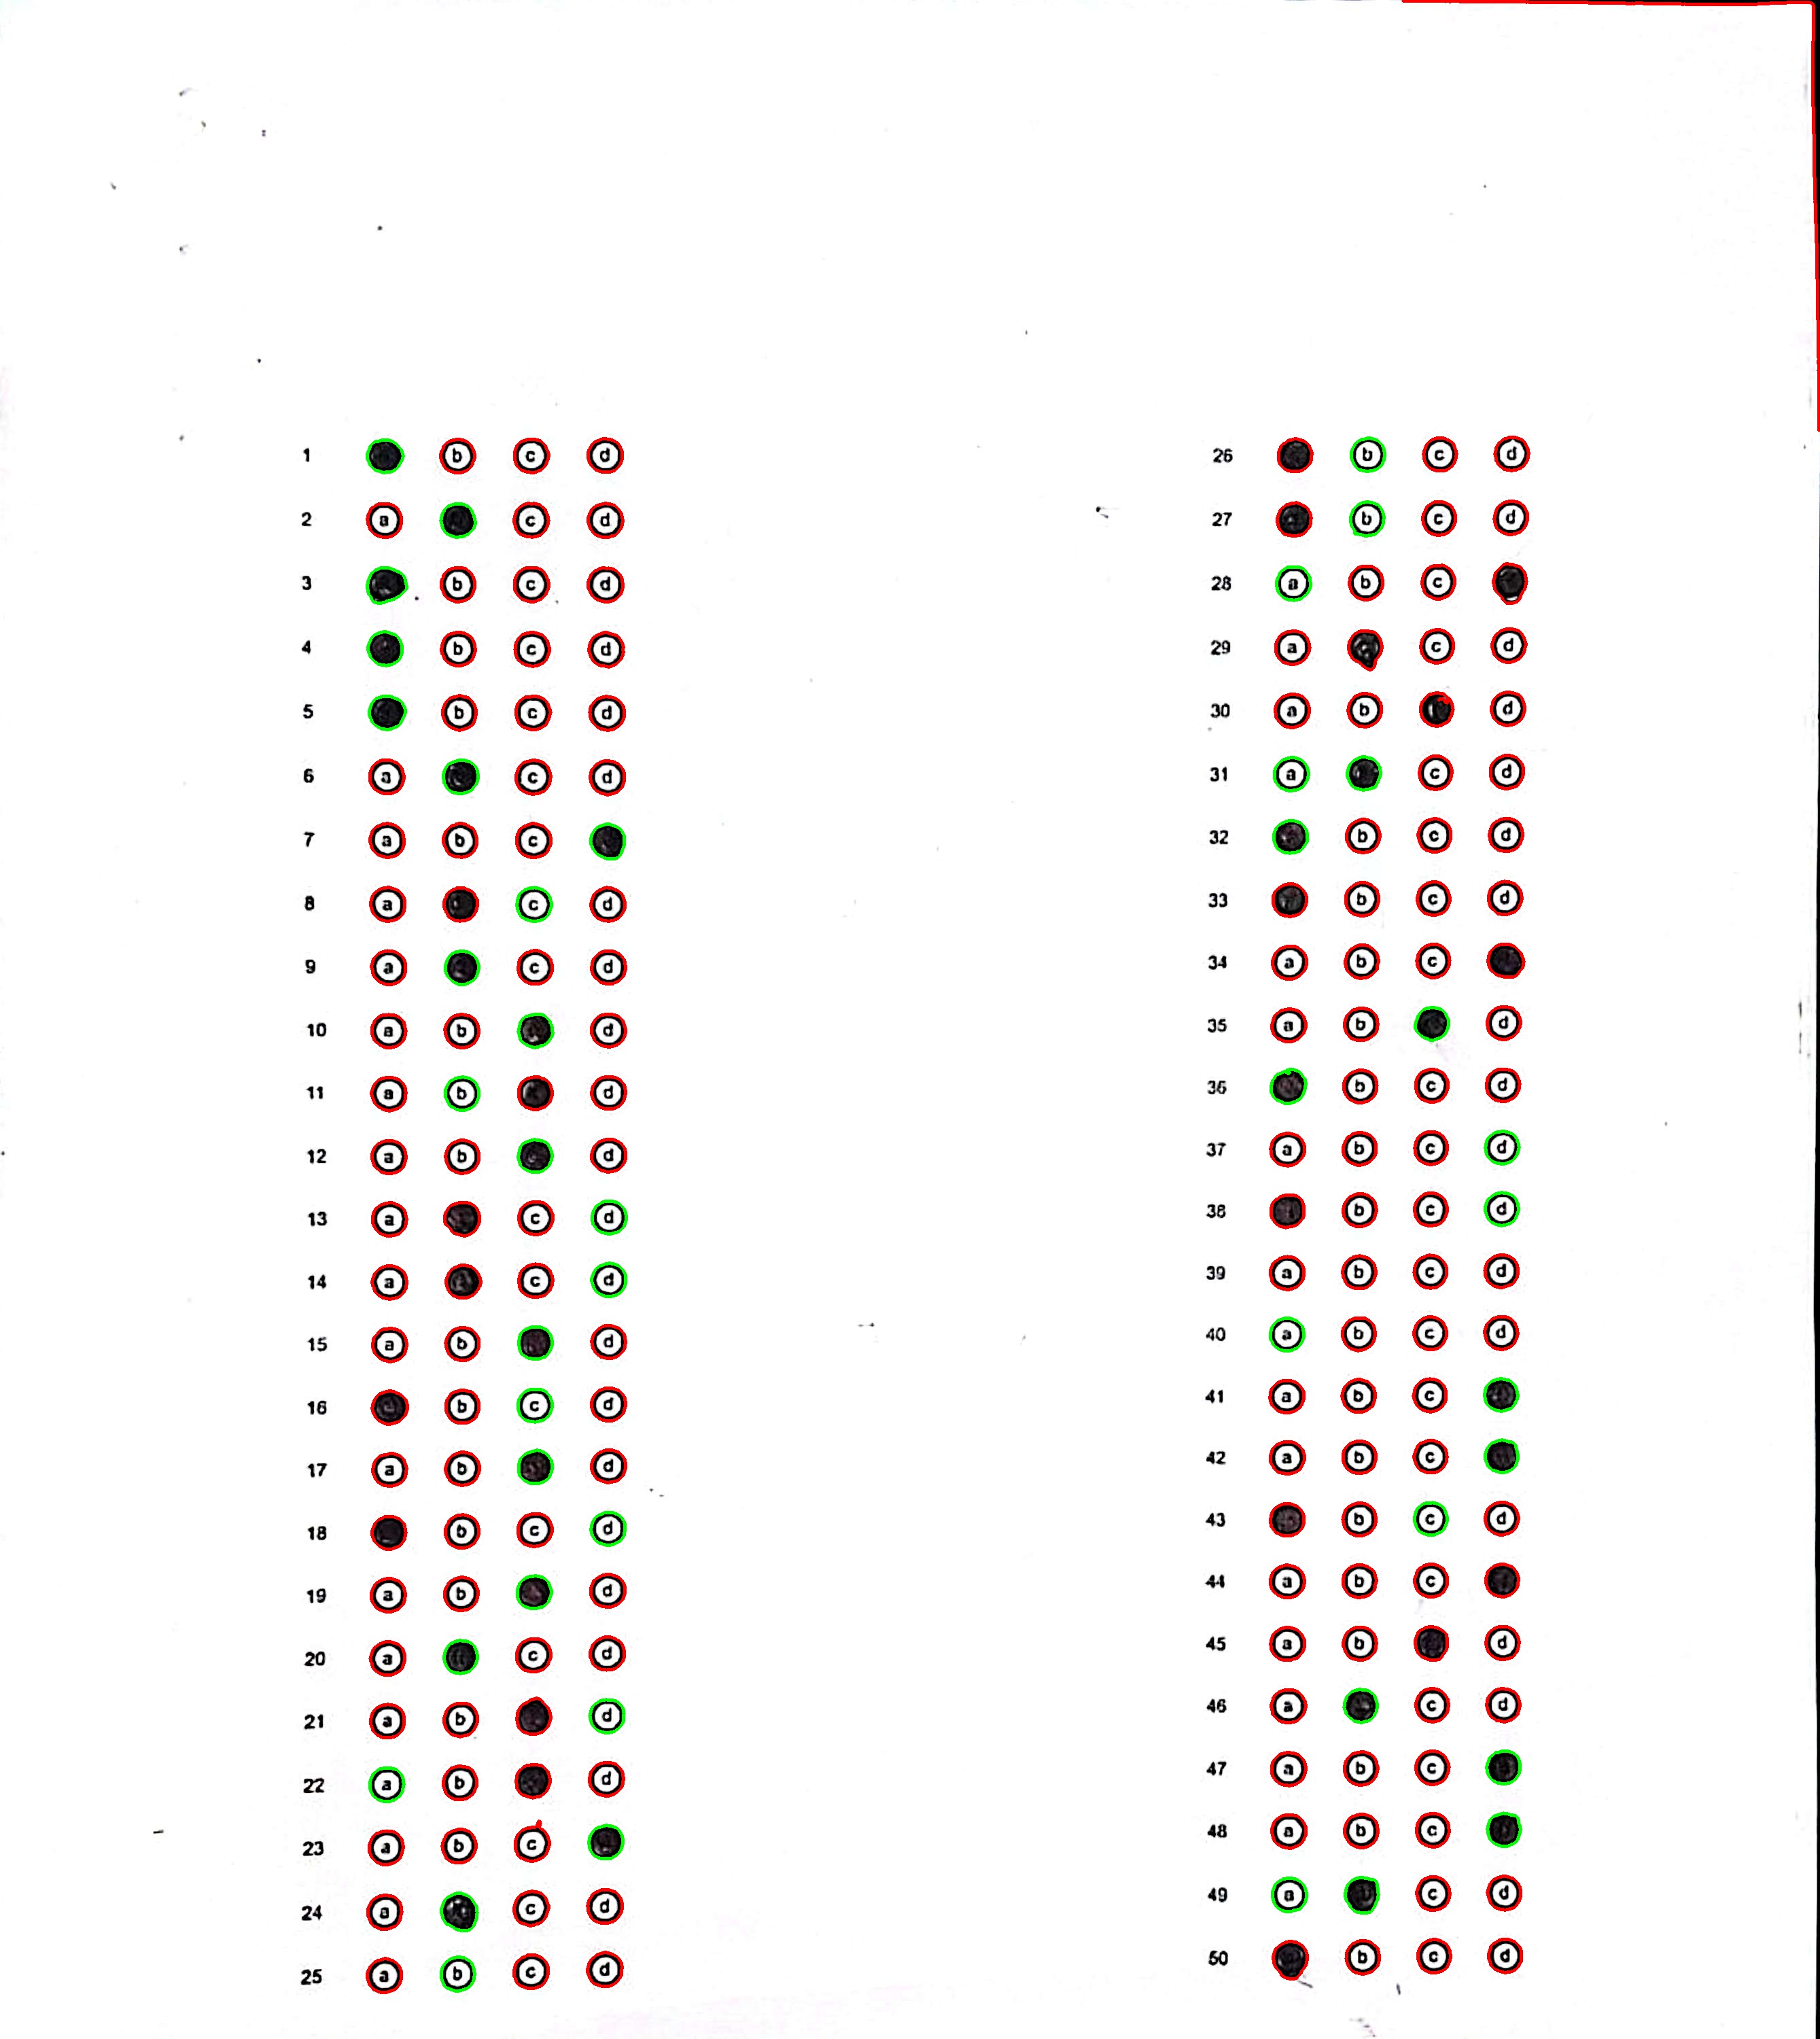 1 b c d
2 a c d
3 b c d
4 b c d
5 b c d
6 a c d
7 a b c
8 a c d
9 a c d
10 a b d
11 a b d
12 a b d
13 a c d
14 a c d
15 a b d
16 b c d
17 a b d
18 b c d
19 a b d
20 a c d
21 a b d
22 a b d
23 a b c
24 a c d
25 a b c d
26 b c d
27 b c d
28 a b c
29 a c d
30 a b d
31 a c d
32 b c d
33 b c d
34 a b c
35 a b d
36 b c d
37 a b c d
38 b c d
39 a b c d
40 a b c d
41 a b c
42 a b c
43 b c d
44 a b c
45 a b d
46 a c d
47 a b c
48 a b c
49 a c d
50 b c d